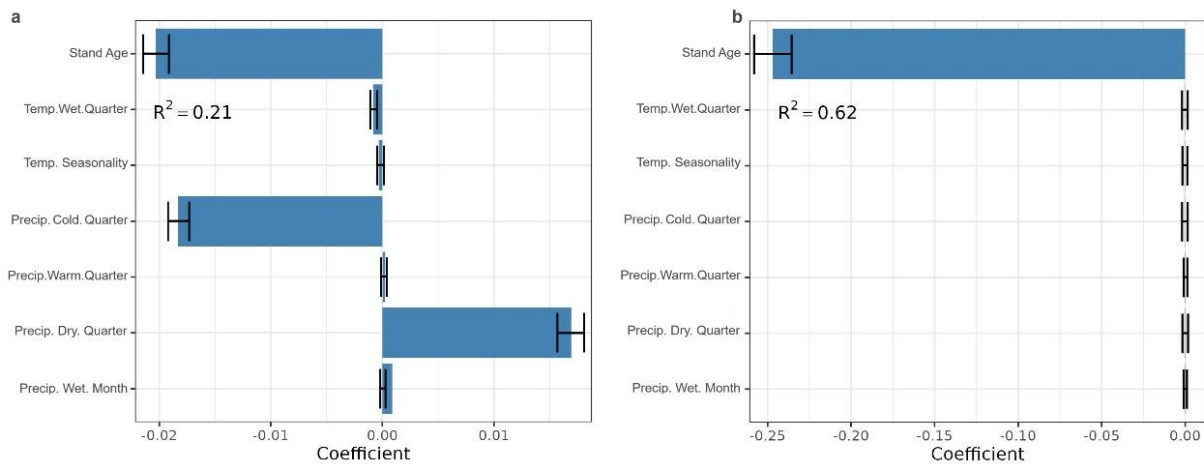 a
Stand Age
Temp.Wet.Quarter
R² = 0.21
Temp. Seasonality
Precip. Cold. Quarter
Precip.Warm.Quarter
Precip. Dry. Quarter
Precip. Wet. Month
-0.02 -0.01 0.00 0.01
Coefficient
b
Stand Age
Temp.Wet.Quarter
R² = 0.62
Temp. Seasonality
Precip. Cold. Quarter
Precip.Warm.Quarter
Precip. Dry. Quarter
Precip. Wet. Month
-0.25 -0.20 -0.15 -0.10 -0.05 0.00
Coefficient